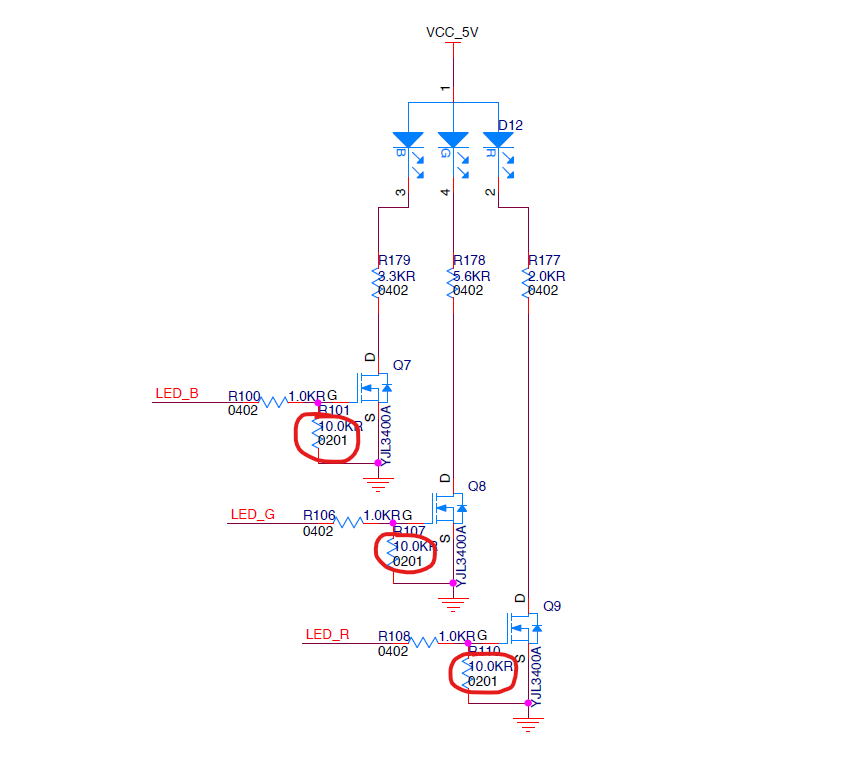 VCC_5V
1
D12
B
G
R
3
4
2
R179
3.3KR
0402
R178
5.6KR
0402
R177
2.0KR
0402
D
Q7
LED_B
R100
1.0KR
G
0402
R101
10.0KR
0201
S
YJL3400A
D
Q8
LED_G
R106
1.0KR
G
0402
R107
10.0KR
0201
S
YJL3400A
D
Q9
LED_R
R108
1.0KR
G
0402
R110
10.0KR
0201
S
YJL3400A